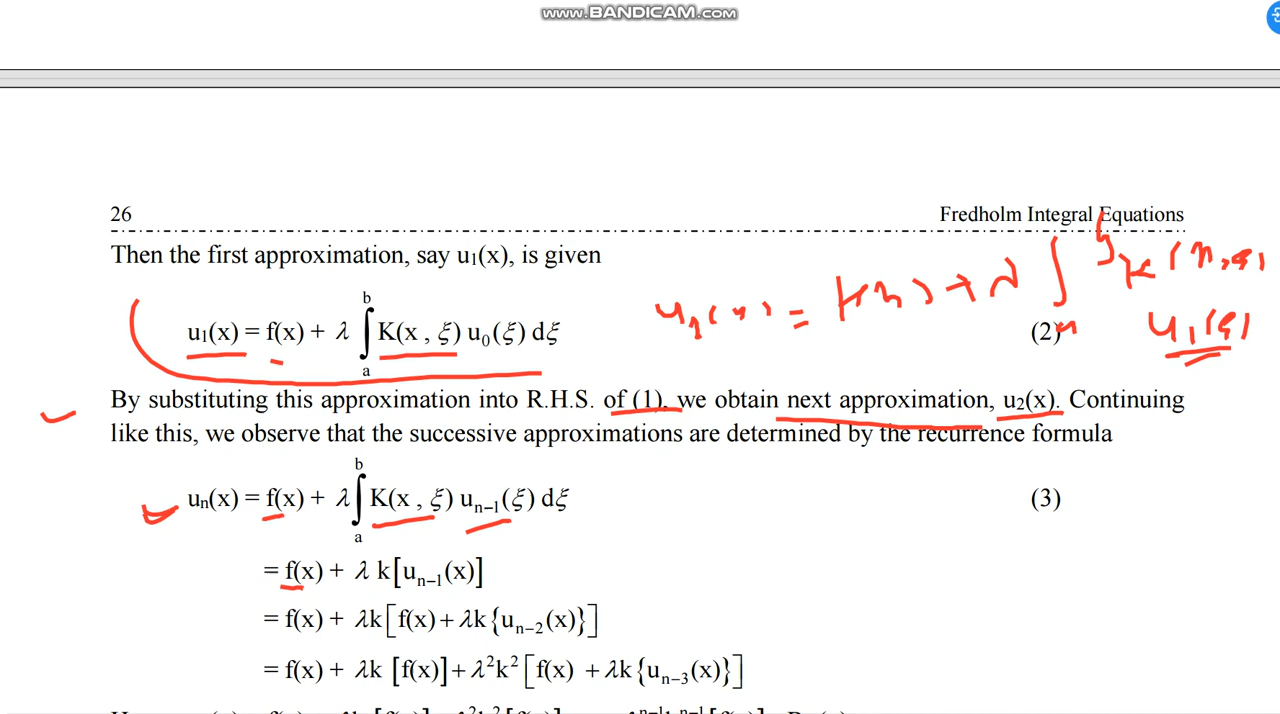 www.BANDICAM.com
26 Fredholm Integral Equations
Then the first approximation, say u₁(x), is given
u₁(x) = f(x) + λ ∫ₐᵇ K(x , ξ) u₀(ξ) dξ (2)
u₂(x) = f(x) + λ ∫ₐᵇ K(x, ξ)
u₁(ξ)
By substituting this approximation into R.H.S. of (1), we obtain next approximation, u₂(x). Continuing
like this, we observe that the successive approximations are determined by the recurrence formula
uₙ(x) = f(x) + λ ∫ₐᵇ K(x , ξ) uₙ₋₁(ξ) dξ (3)
= f(x) + λ k[uₙ₋₁(x)]
= f(x) + λk[f(x) + λk{uₙ₋₂(x)}]
= f(x) + λk [f(x)] + λ²k² [f(x) + λk{uₙ₋₃(x)}]